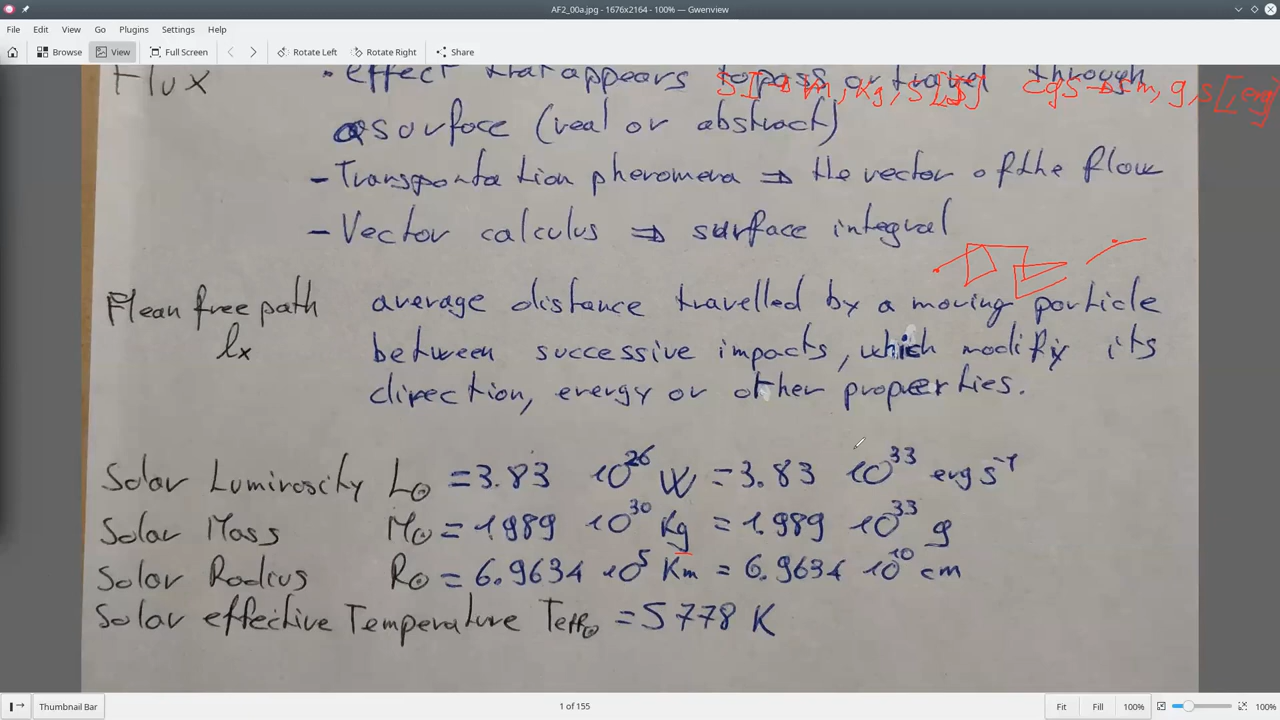 AF2_00a.jpg - 1676x2164 - 100% — Gwenview
File Edit View Go Plugins Settings Help
Browse View Full Screen Rotate Left Rotate Right Share
Flux - effect that appears to pass or travel through
SI → m, Kg, s [J] cgs → cm, g, s [, erg]
a surface (real or abstract)
- Transportation phenomena ⇒ the vector of the flow
- Vector calculus ⇒ surface integral
Mean free path average distance travelled by a moving particle
lx between successive impacts, which modify its
direction, energy or other properties.
Solar Luminosity L⊙ = 3.83 10^26 W = 3.83 10^33 erg s^-1
Solar Mass M⊙ = 1.989 10^30 Kg = 1.989 10^33 g
Solar Radius R⊙ = 6.9634 10^5 Km = 6.9634 10^10 cm
Solar effective Temperature Teff⊙ = 5778 K
Thumbnail Bar 1 of 155 Fit Fill 100% 100%